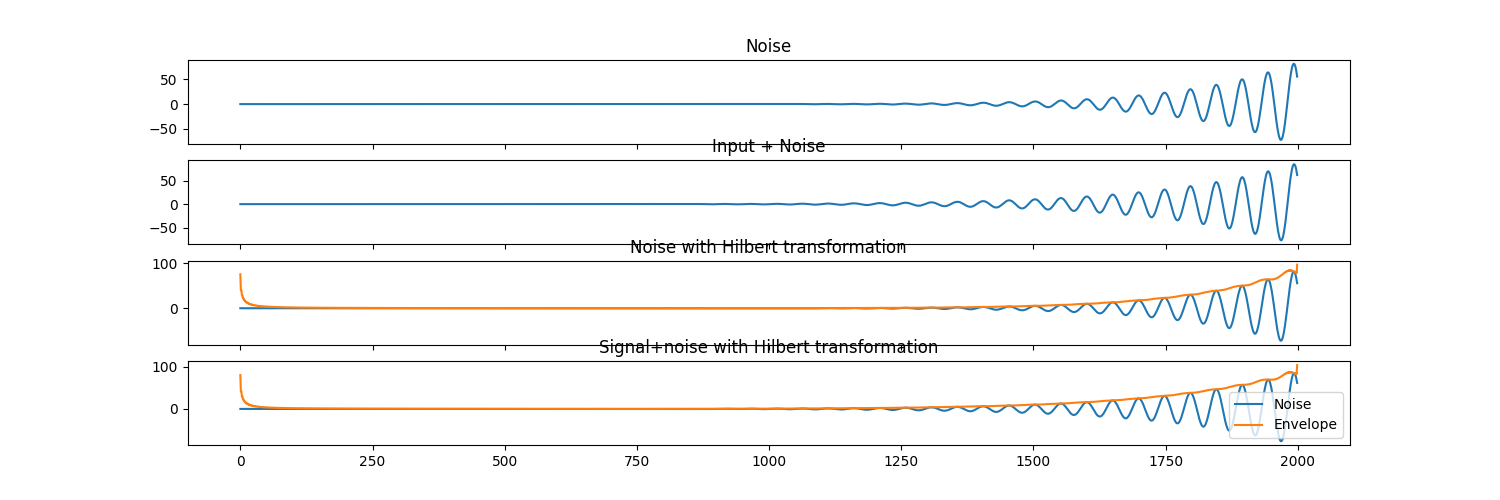 Noise
50
0
−50
Input + Noise
50
0
−50
Noise with Hilbert transformation
100
0
Signal+noise with Hilbert transformation
100
0
Noise
Envelope
0 250 500 750 1000 1250 1500 1750 2000